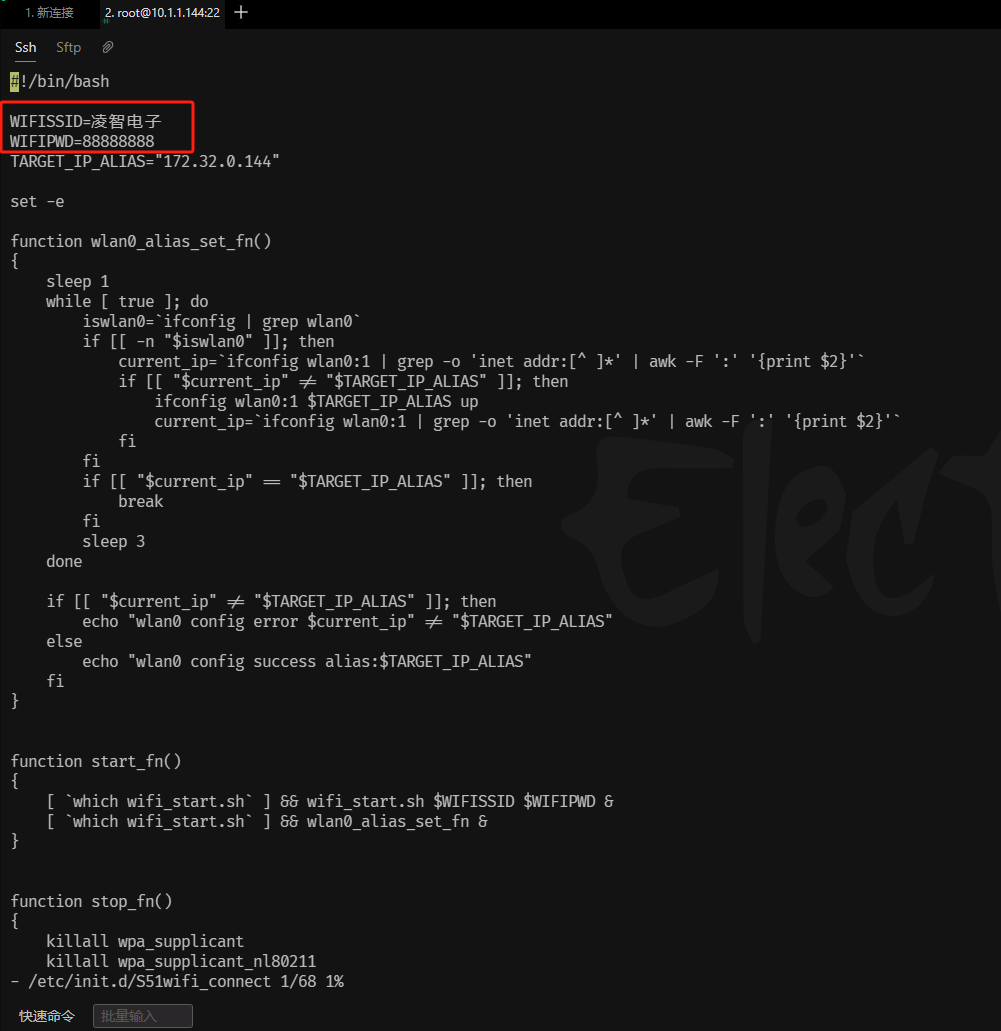 1. 新连接
2. root@10.1.1.144:22
Ssh Sftp
#!/bin/bash
WIFISSID=凌智电子
WIFIPWD=88888888
TARGET_IP_ALIAS="172.32.0.144"
set -e
function wlan0_alias_set_fn()
{
    sleep 1
    while [ true ]; do
        iswlan0=`ifconfig | grep wlan0`
        if [[ -n "$iswlan0" ]]; then
            current_ip=`ifconfig wlan0:1 | grep -o 'inet addr:[^ ]*' | awk -F ':' '{print $2}'`
            if [[ "$current_ip" != "$TARGET_IP_ALIAS" ]]; then
                ifconfig wlan0:1 $TARGET_IP_ALIAS up
                current_ip=`ifconfig wlan0:1 | grep -o 'inet addr:[^ ]*' | awk -F ':' '{print $2}'`
            fi
        fi
        if [[ "$current_ip" == "$TARGET_IP_ALIAS" ]]; then
            break
        fi
        sleep 3
    done
    if [[ "$current_ip" != "$TARGET_IP_ALIAS" ]]; then
        echo "wlan0 config error $current_ip" != "$TARGET_IP_ALIAS"
    else
        echo "wlan0 config success alias:$TARGET_IP_ALIAS"
    fi
}
function start_fn()
{
    [ `which wifi_start.sh` ] && wifi_start.sh $WIFISSID $WIFIPWD &
    [ `which wifi_start.sh` ] && wlan0_alias_set_fn &
}
function stop_fn()
{
    killall wpa_supplicant
    killall wpa_supplicant_nl80211
- /etc/init.d/S51wifi_connect 1/68 1%
快速命令 批量输入
Elect